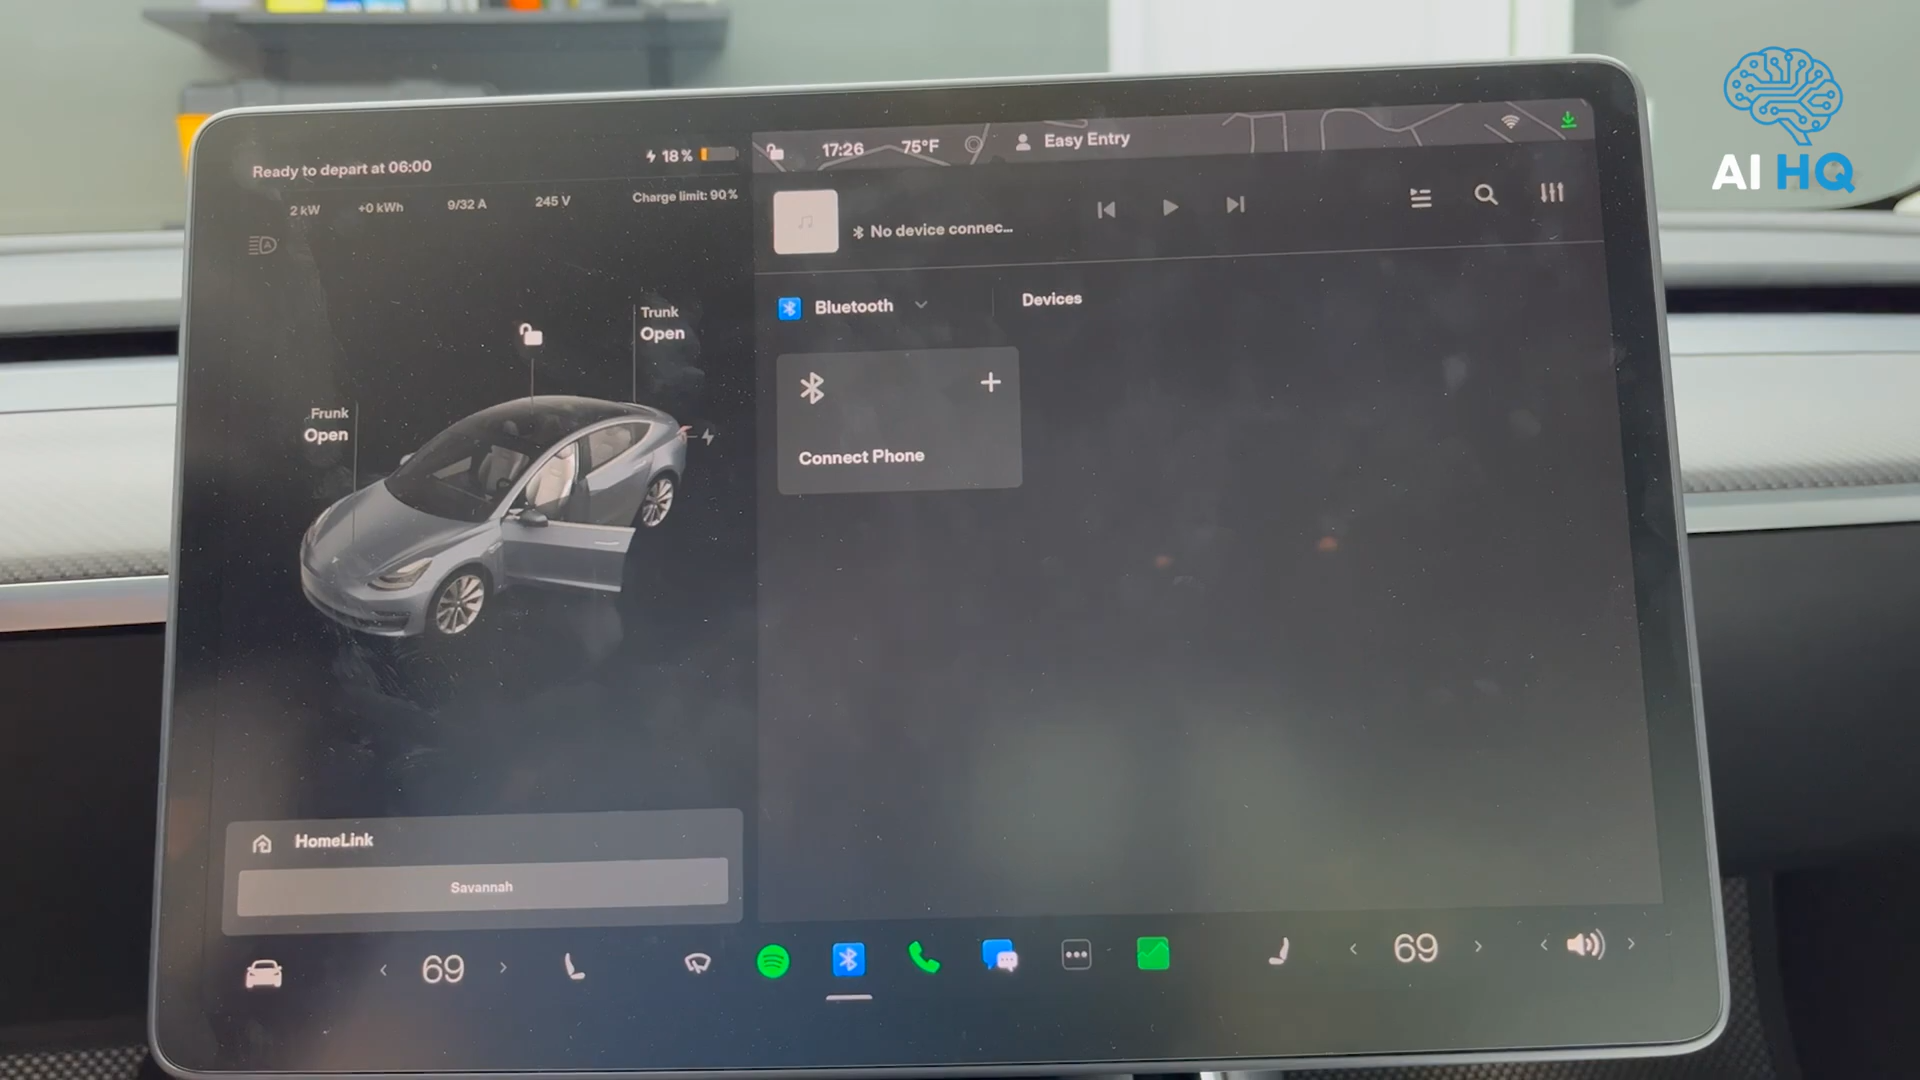 Ready to depart at 06:00
18%
2 kW
+0 kWh
9/32 A
245 V
Charge limit: 90%
Trunk
Open
Frunk
Open
HomeLink
Savannah
17:26
75°F
Easy Entry
No device connec...
Bluetooth
Devices
Connect Phone
69
69
AI HQ